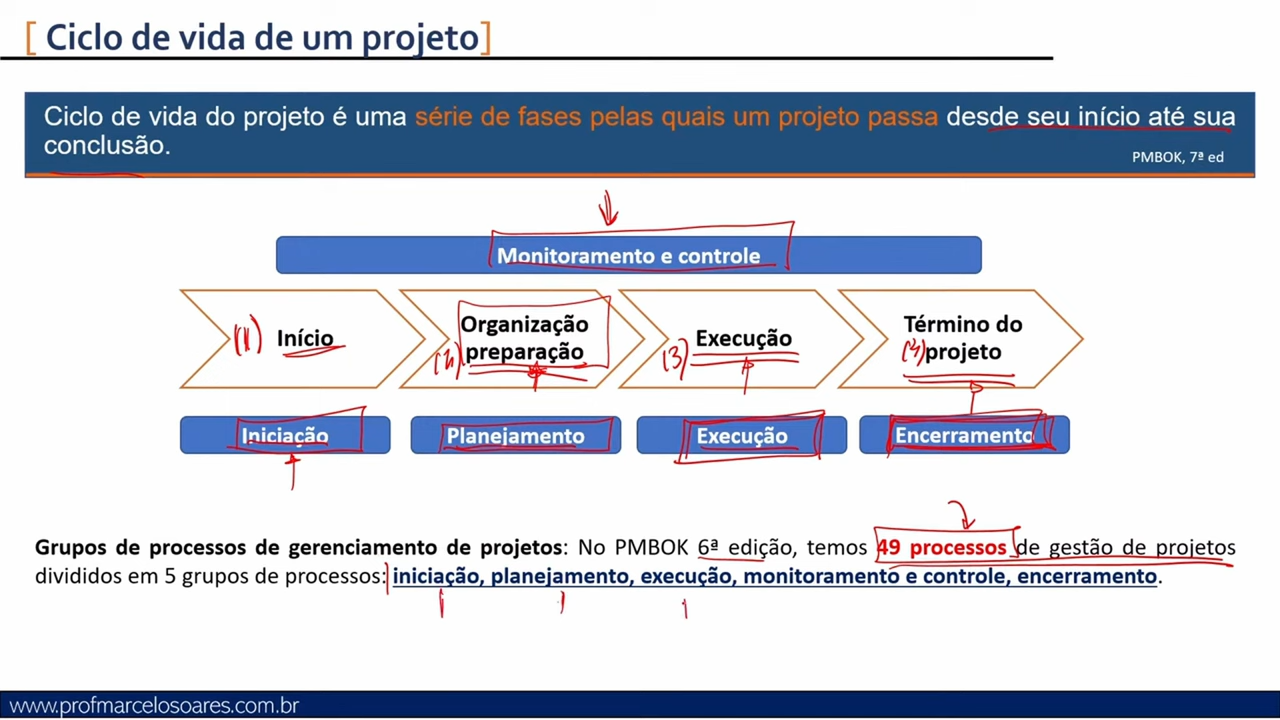 [ Ciclo de vida de um projeto]
Ciclo de vida do projeto é uma série de fases pelas quais um projeto passa desde seu início até sua
conclusão.
PMBOK, 7ª ed
Monitoramento e controle
(1) Início
Organização
(2) preparação
(3) Execução
Término do
(4) projeto
Iniciação
Planejamento
Execução
Encerramento
Grupos de processos de gerenciamento de projetos: No PMBOK 6ª edição, temos 49 processos de gestão de projetos
divididos em 5 grupos de processos: iniciação, planejamento, execução, monitoramento e controle, encerramento.
www.profmarcelosoares.com.br